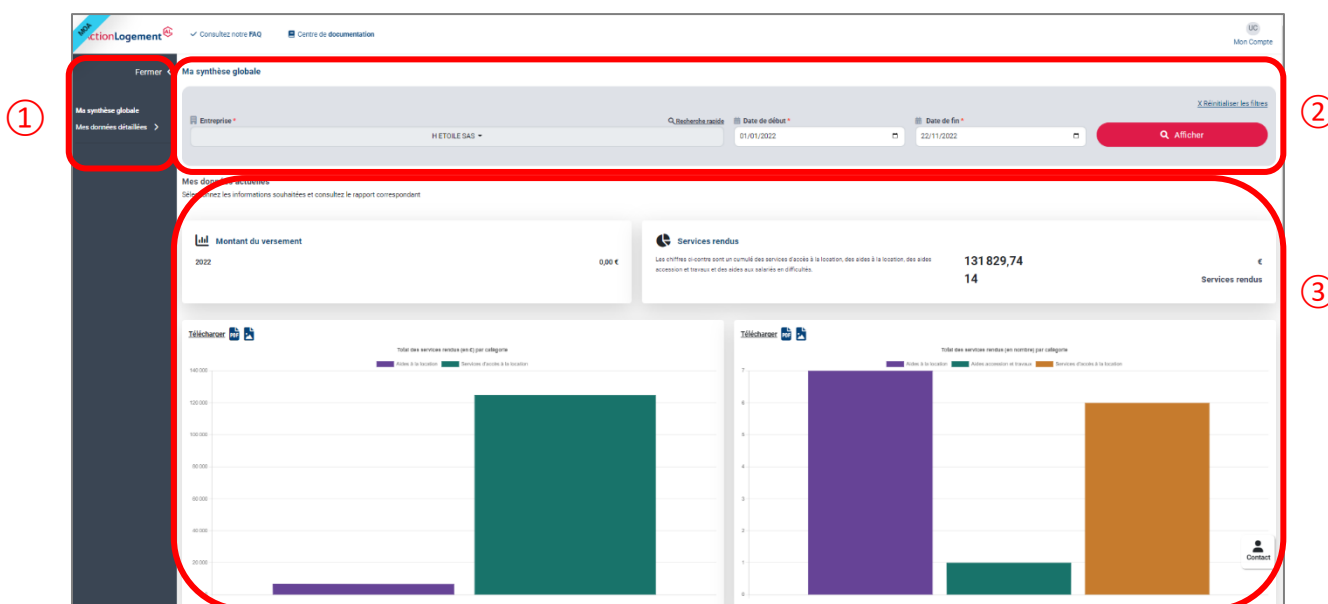 MOA
ctionLogement
Consultez notre FAQ
Centre de documentation
UC
Mon Compte
Fermer
Ma synthèse globale
1
2
3
Ma synthèse globale
Mes données détaillées
X Réinitialiser les filtres
Entreprise *
Recherche rapide
Date de début *
Date de fin *
H ETOILE SAS
01/01/2022
22/11/2022
Afficher
Mes données actuelles
Sélectionnez les informations souhaitées et consultez le rapport correspondant
Montant du versement
2022
0,00 €
Services rendus
Les chiffres ci-contre sont un cumulé des services d'accès à la location, des aides à la location, des aides
accession et travaux et des aides aux salariés en difficultés.
131 829,74
€
14
Services rendus
Télécharger PDF
Total des services rendus (en €) par catégorie
Aides à la location
Services d'accès à la location
140 000
120 000
100 000
80 000
60 000
40 000
20 000
Télécharger PDF
Total des services rendus (en nombre) par catégorie
Aides à la location
Aides accession et travaux
Services d'accès à la location
7
6
5
4
3
2
1
0
Contact